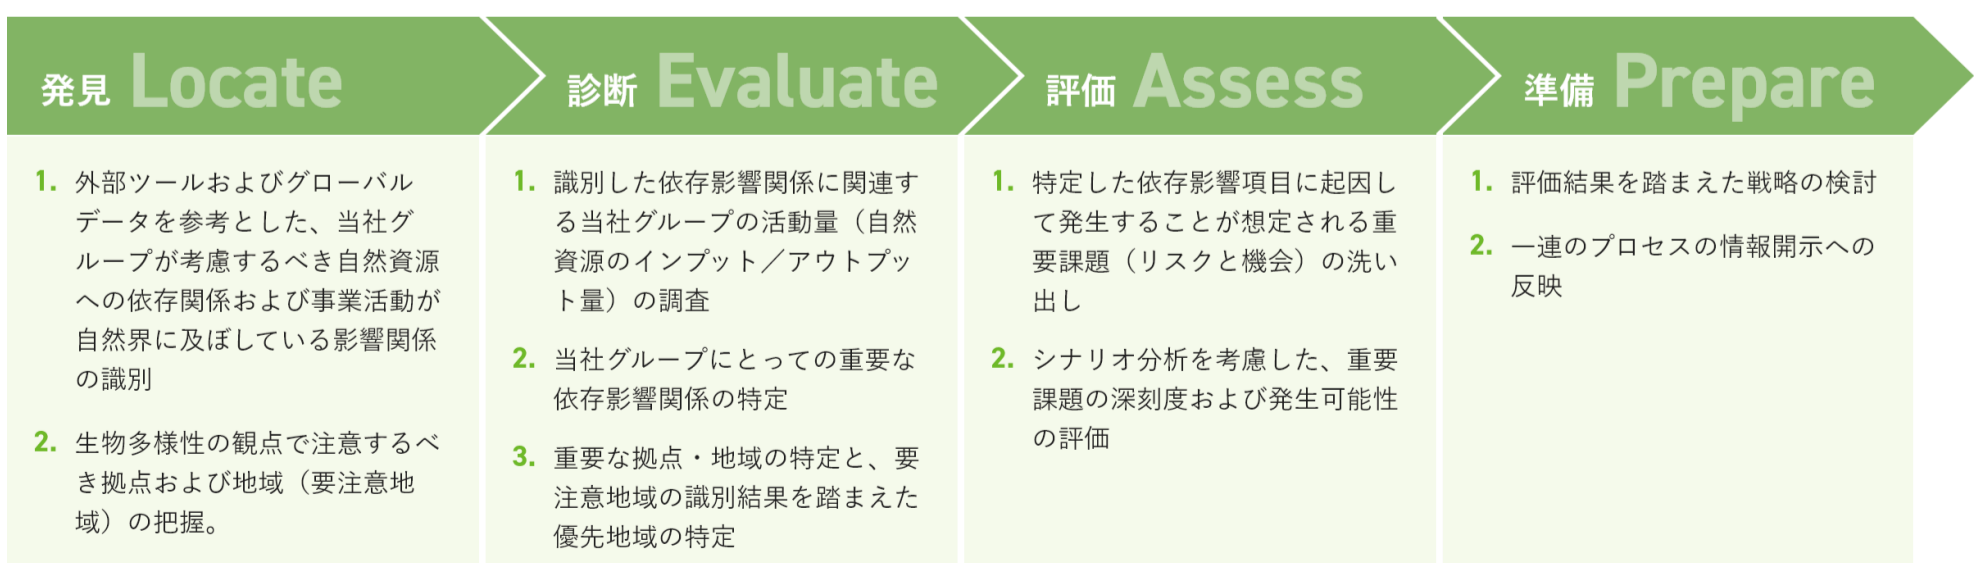 発見 Locate
1. 外部ツールおよびグローバル
データを参考とした、当社グ
ループが考慮するべき自然資源
への依存関係および事業活動が
自然界に及ぼしている影響関係
の識別
2. 生物多様性の観点で注意するべ
き拠点および地域（要注意地
域）の把握。
診断 Evaluate
1. 識別した依存影響関係に関連す
る当社グループの活動量（自然
資源のインプット／アウトプッ
ト量）の調査
2. 当社グループにとっての重要な
依存影響関係の特定
3. 重要な拠点・地域の特定と、要
注意地域の識別結果を踏まえた
優先地域の特定
評価 Assess
1. 特定した依存影響項目に起因し
て発生することが想定される重
要課題（リスクと機会）の洗い
出し
2. シナリオ分析を考慮した、重要
課題の深刻度および発生可能性
の評価
準備 Prepare
1. 評価結果を踏まえた戦略の検討
2. 一連のプロセスの情報開示への
反映